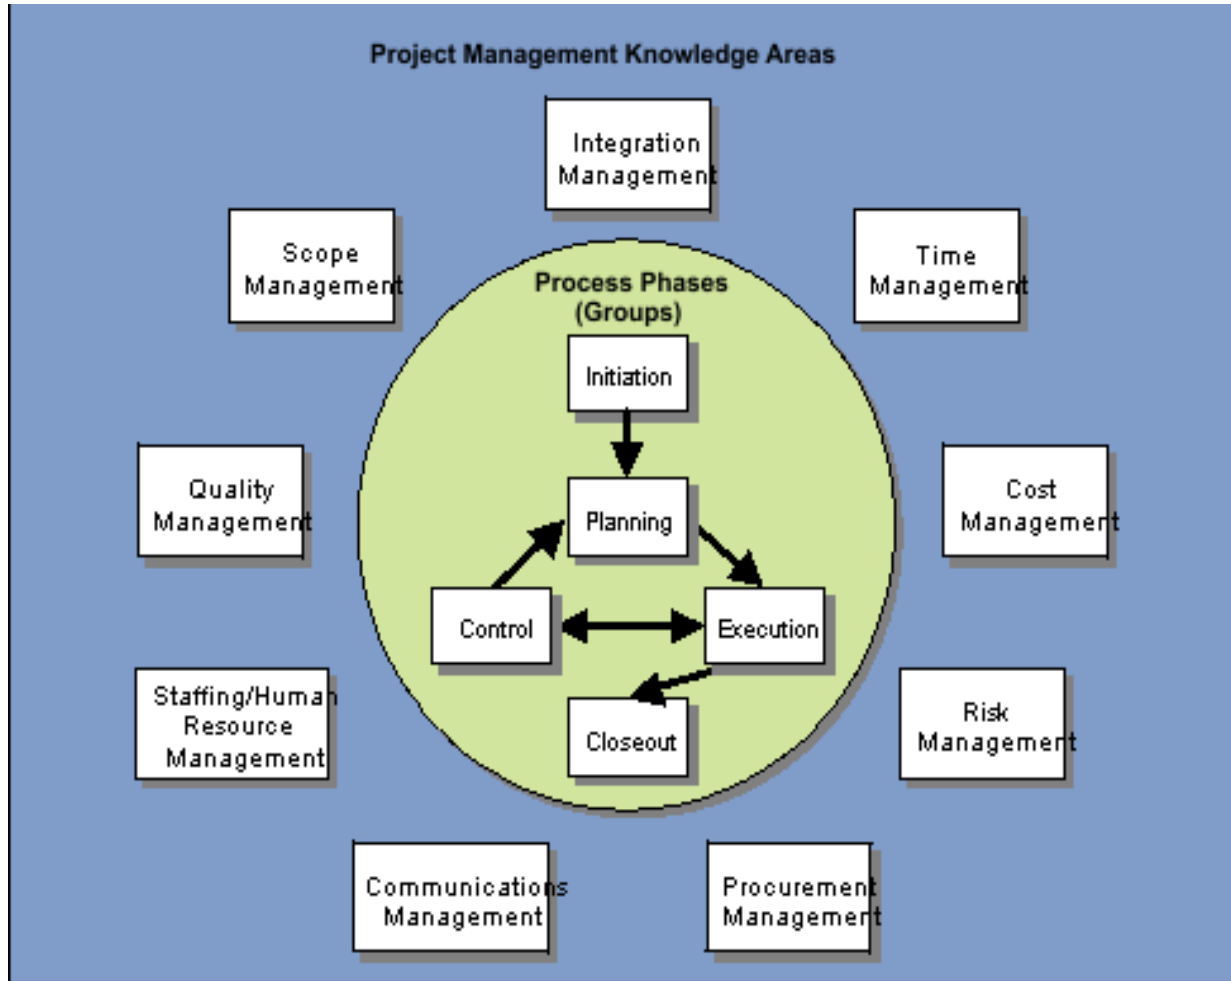 Project Management Knowledge Areas
Integration
Management
Scope
Management
Time
Management
Process Phases
(Groups)
Initiation
Quality
Management
Planning
Cost
Management
Control
Execution
Staffing/Human
Resource
Management
Closeout
Risk
Management
Communications
Management
Procurement
Management